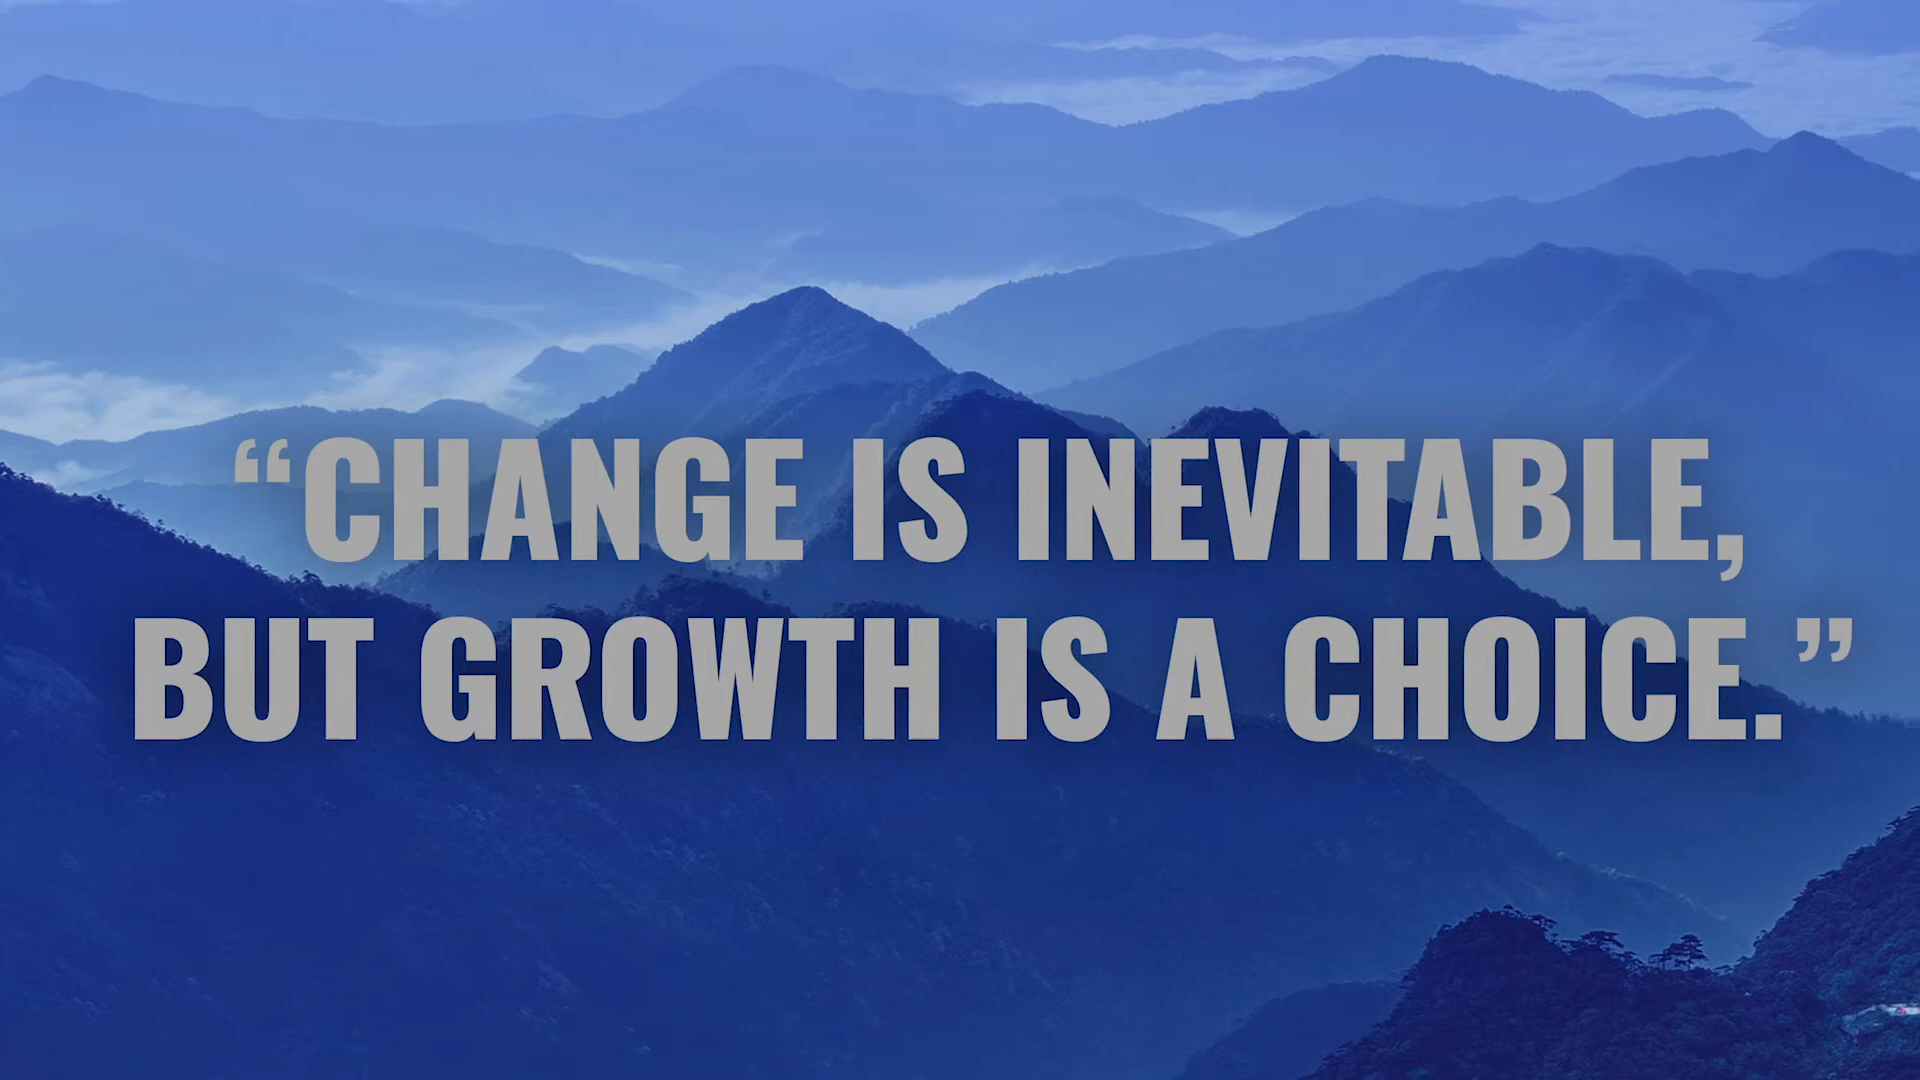 “CHANGE IS INEVITABLE,
BUT GROWTH IS A CHOICE.”